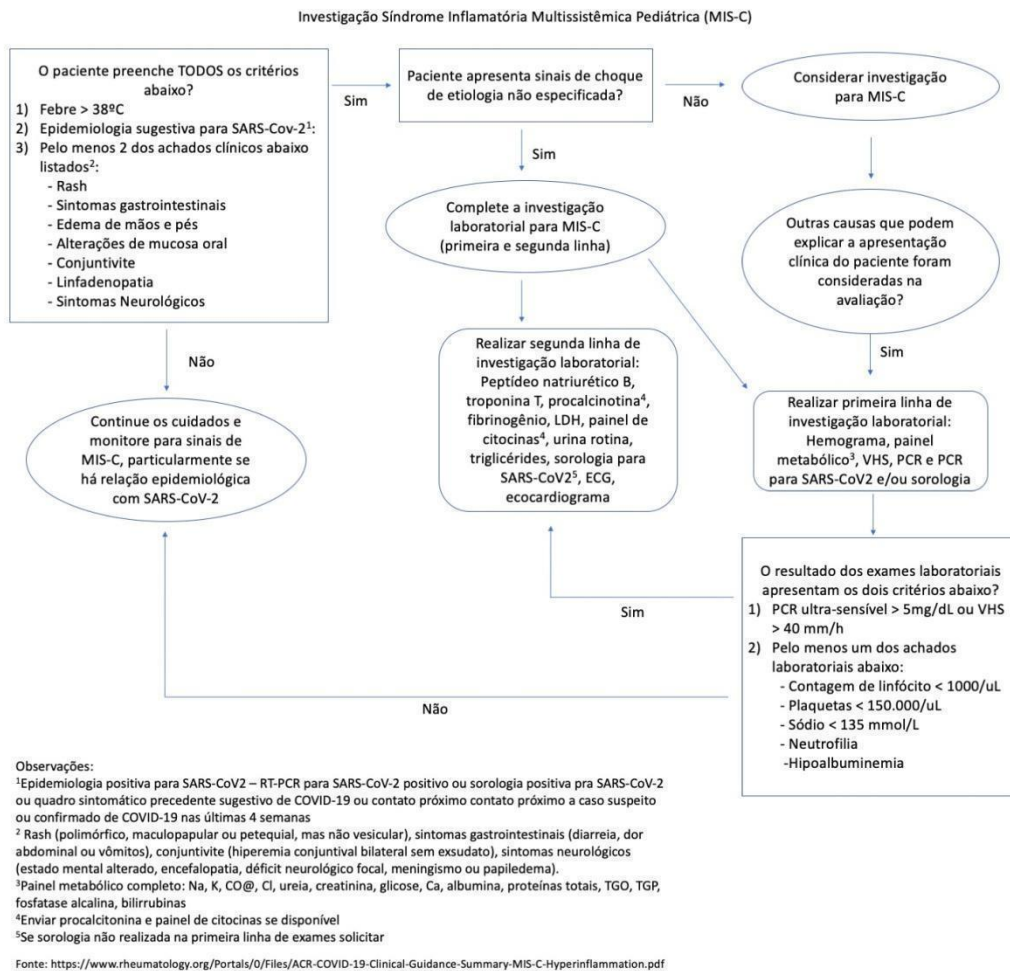 Investigação Síndrome Inflamatória Multissistêmica Pediátrica (MIS-C)
O paciente preenche TODOS os critérios
abaixo?
1) Febre > 38ºC
2) Epidemiologia sugestiva para SARS-Cov-2¹:
3) Pelo menos 2 dos achados clínicos abaixo
listados²:
- Rash
- Sintomas gastrointestinais
- Edema de mãos e pés
- Alterações de mucosa oral
- Conjuntivite
- Linfadenopatia
- Sintomas Neurológicos
Sim
Paciente apresenta sinais de choque
de etiologia não especificada?
Não
Considerar investigação
para MIS-C
Sim
Complete a investigação
laboratorial para MIS-C
(primeira e segunda linha)
Outras causas que podem
explicar a apresentação
clínica do paciente foram
consideradas na
avaliação?
Não
Sim
Continue os cuidados e
monitore para sinais de
MIS-C, particularmente se
há relação epidemiológica
com SARS-CoV-2
Realizar segunda linha de
investigação laboratorial:
Peptídeo natriurético B,
troponina T, procalcinotina⁴,
fibrinogênio, LDH, painel de
citocinas⁴, urina rotina,
triglicérides, sorologia para
SARS-CoV2⁵, ECG,
ecocardiograma
Realizar primeira linha de
investigação laboratorial:
Hemograma, painel
metabólico³, VHS, PCR e PCR
para SARS-CoV2 e/ou sorologia
O resultado dos exames laboratoriais
apresentam os dois critérios abaixo?
1) PCR ultra-sensível > 5mg/dL ou VHS
> 40 mm/h
2) Pelo menos um dos achados
laboratoriais abaixo:
- Contagem de linfócito < 1000/uL
- Plaquetas < 150.000/uL
- Sódio < 135 mmol/L
- Neutrofilia
-Hipoalbuminemia
Sim
Não
Observações:
¹Epidemiologia positiva para SARS-CoV2 – RT-PCR para SARS-CoV-2 positivo ou sorologia positiva pra SARS-CoV-2
ou quadro sintomático precedente sugestivo de COVID-19 ou contato próximo contato próximo a caso suspeito
ou confirmado de COVID-19 nas últimas 4 semanas
² Rash (polimórfico, maculopapular ou petequial, mas não vesicular), sintomas gastrointestinais (diarreia, dor
abdominal ou vômitos), conjuntivite (hiperemia conjuntival bilateral sem exsudato), sintomas neurológicos
(estado mental alterado, encefalopatia, déficit neurológico focal, meningismo ou papiledema).
³Painel metabólico completo: Na, K, CO@, Cl, ureia, creatinina, glicose, Ca, albumina, proteínas totais, TGO, TGP,
fosfatase alcalina, bilirrubinas
⁴Enviar procalcitonina e painel de citocinas se disponível
⁵Se sorologia não realizada na primeira linha de exames solicitar
Fonte: https://www.rheumatology.org/Portals/0/Files/ACR-COVID-19-Clinical-Guidance-Summary-MIS-C-Hyperinflammation.pdf